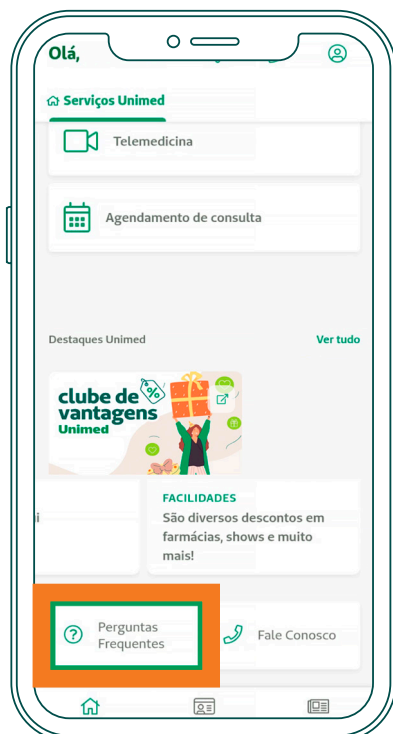 Olá,
Serviços Unimed
Telemedicina
Agendamento de consulta
Destaques Unimed
Ver tudo
clube de
vantagens
Unimed
%
i
FACILIDADES
São diversos descontos em
farmácias, shows e muito
mais!
Perguntas
Frequentes
Fale Conosco